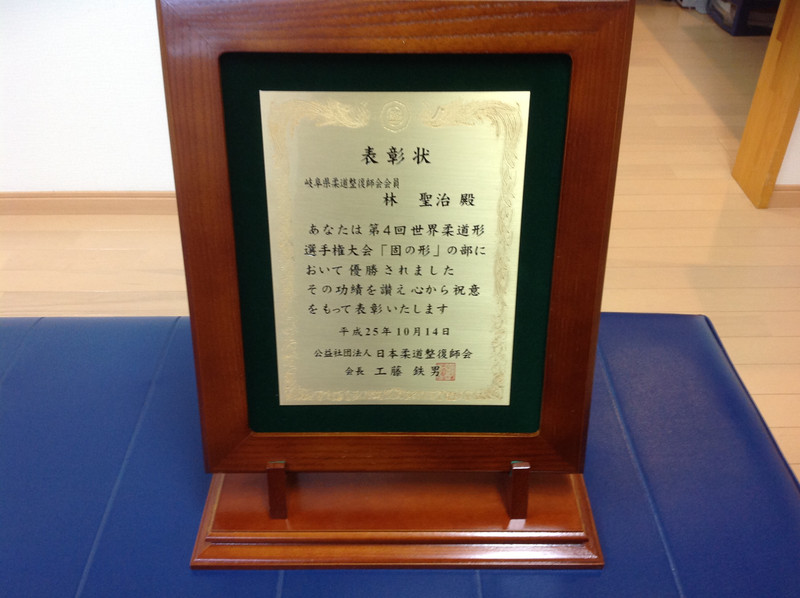 表彰状
岐阜県柔道整復師会会員
林 聖治 殿
あなたは第4回世界柔道形
選手権大会「固の形」の部に
おいて優勝されました
その功績を讃え心から祝意
をもって表彰いたします
平成25年10月14日
公益社団法人 日本柔道整復師会
会長 工藤 鉄男